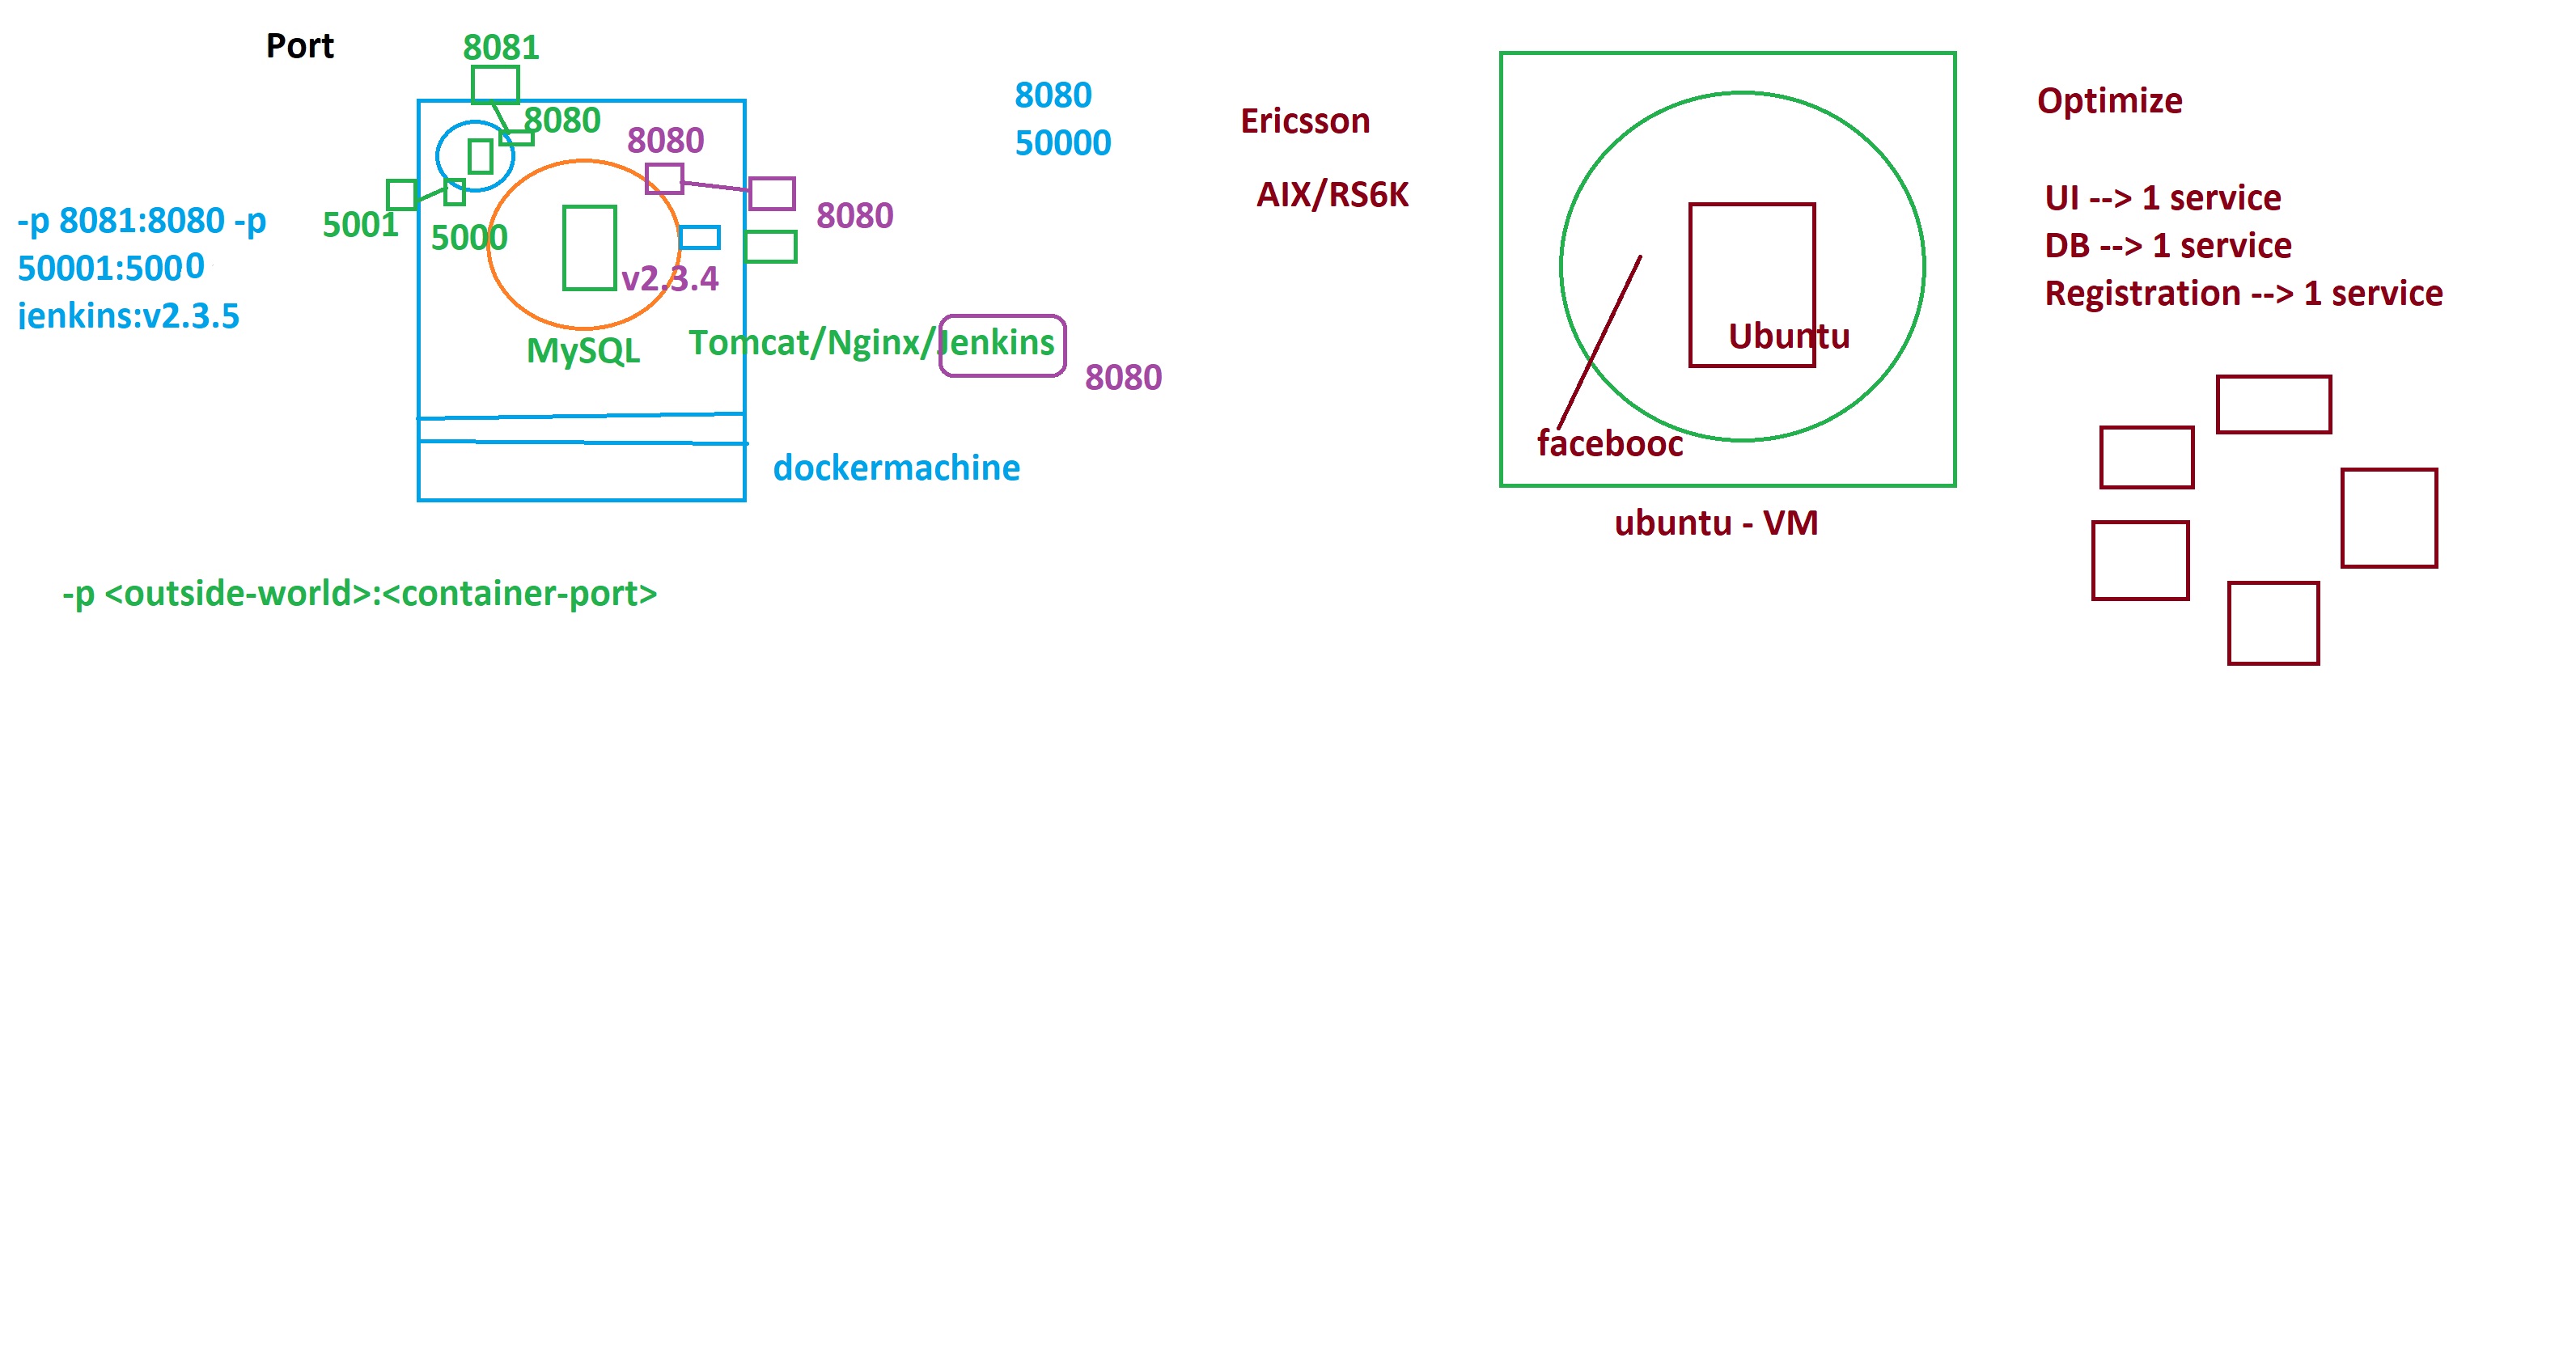 Port
8081
8080
8080
5001
5000
8080
v2.3.4
-p 8081:8080 -p
50001:5000
jenkins:v2.3.5
MySQL
Tomcat/Nginx/Jenkins
8080
dockermachine
-p <outside-world>:<container-port>
8080
50000
Ericsson
AIX/RS6K
Ubuntu
facebooc
ubuntu - VM
Optimize
UI --> 1 service
DB --> 1 service
Registration --> 1 service